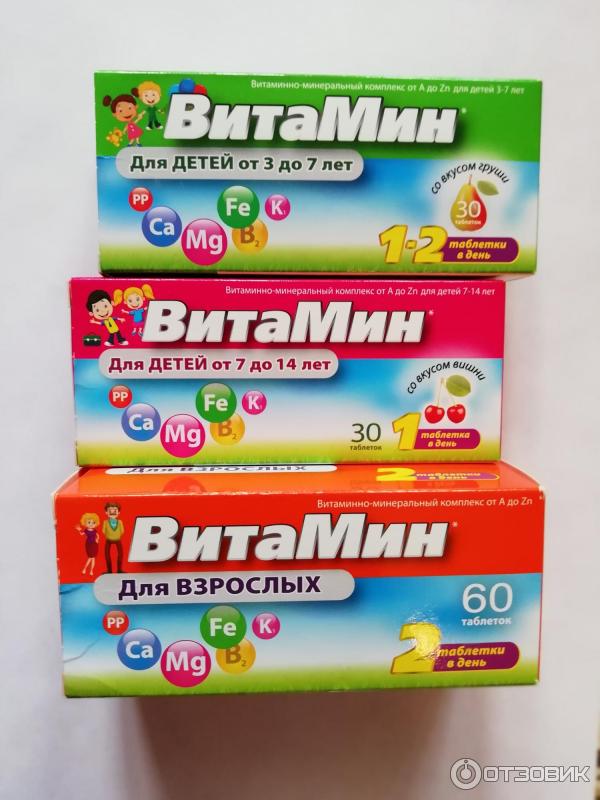 Витаминно-минеральный комплекс от А до Zn для детей 3-7 лет
ВитаМин®
Для ДЕТЕЙ от 3 до 7 лет
со вкусом груши
30
таблеток
PP
Ca
Mg
Fe
B2
K1
1-2 таблетки
в день
Витаминно-минеральный комплекс от А до Zn для детей 7-14 лет
ВитаМин®
Для ДЕТЕЙ от 7 до 14 лет
со вкусом вишни
PP
Ca
Mg
Fe
B2
K1
30
таблеток
1 таблетка
в день
Для ВЗРОСЛЫХ
2 таблетки
в день
Витаминно-минеральный комплекс от А до Zn
ВитаМин®
Для ВЗРОСЛЫХ
60
таблеток
PP
Ca
Mg
Fe
B2
K1
2 таблетки
в день
ОТЗОВИК